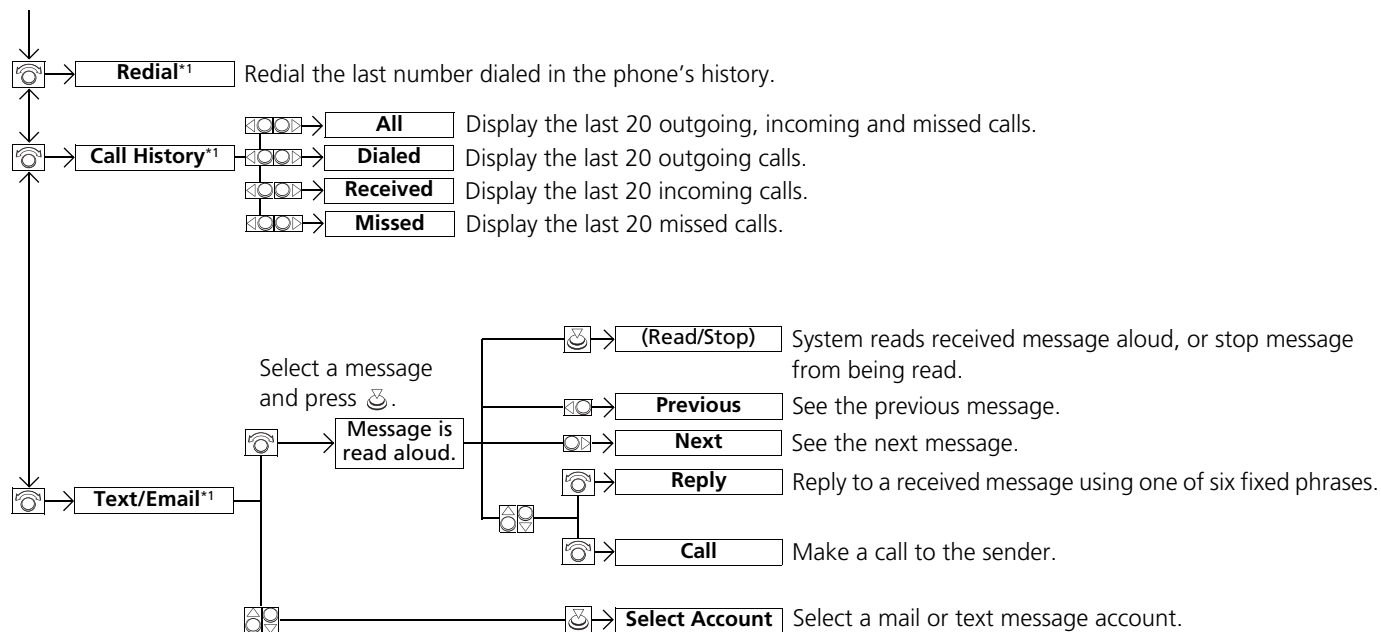 Redial*1 Redial the last number dialed in the phone's history.
All Display the last 20 outgoing, incoming and missed calls.
Call History*1 Dialed Display the last 20 outgoing calls.
Received Display the last 20 incoming calls.
Missed Display the last 20 missed calls.
(Read/Stop) System reads received message aloud, or stop message
from being read.
Select a message
and press .
Previous See the previous message.
Message is
read aloud.
Next See the next message.
Text/Email*1
Reply Reply to a received message using one of six fixed phrases.
Call Make a call to the sender.
Select Account Select a mail or text message account.